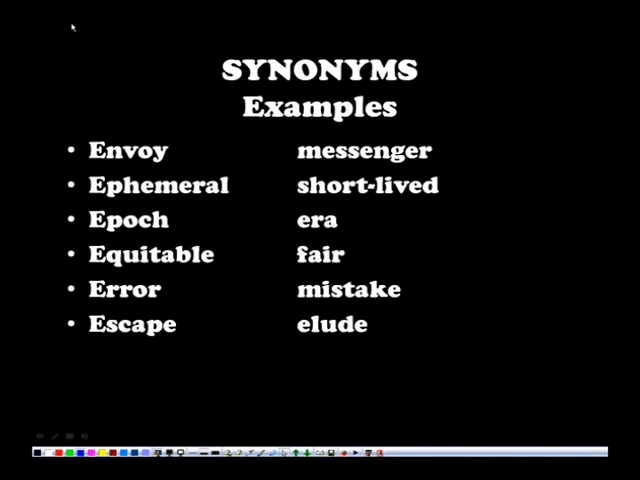 SYNONYMS
Examples
• Envoy messenger
• Ephemeral short-lived
• Epoch era
• Equitable fair
• Error mistake
• Escape elude